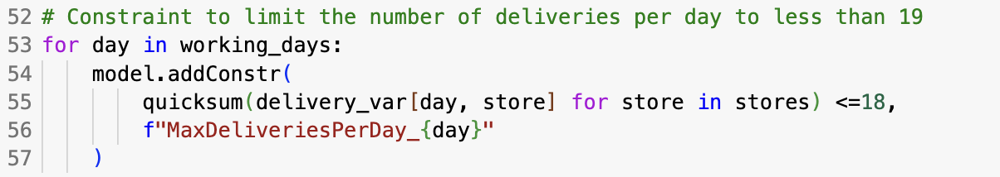 52 # Constraint to limit the number of deliveries per day to less than 19
53 for day in working_days:
54     model.addConstr(
55         quicksum(delivery_var[day, store] for store in stores) <=18,
56         f"MaxDeliveriesPerDay_{day}"
57     )